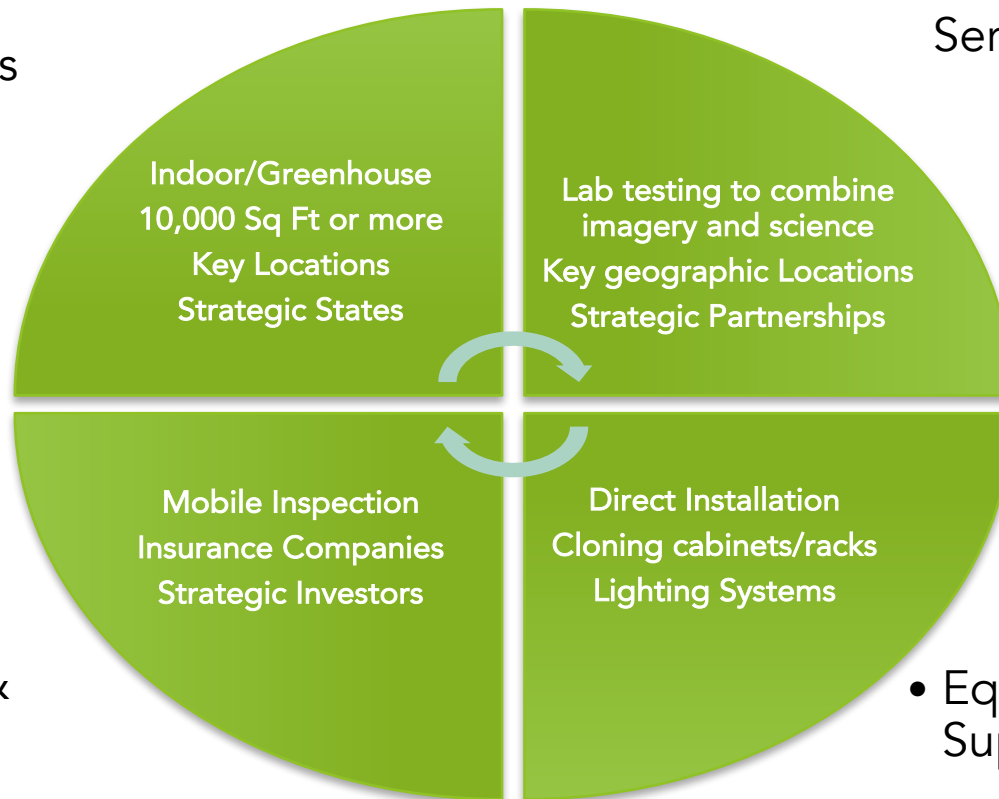 Indoor/Greenhouse
10,000 Sq Ft or more
Key Locations
Strategic States
Lab testing to combine
imagery and science
Key geographic Locations
Strategic Partnerships
Mobile Inspection
Insurance Companies
Strategic Investors
Direct Installation
Cloning cabinets/racks
Lighting Systems